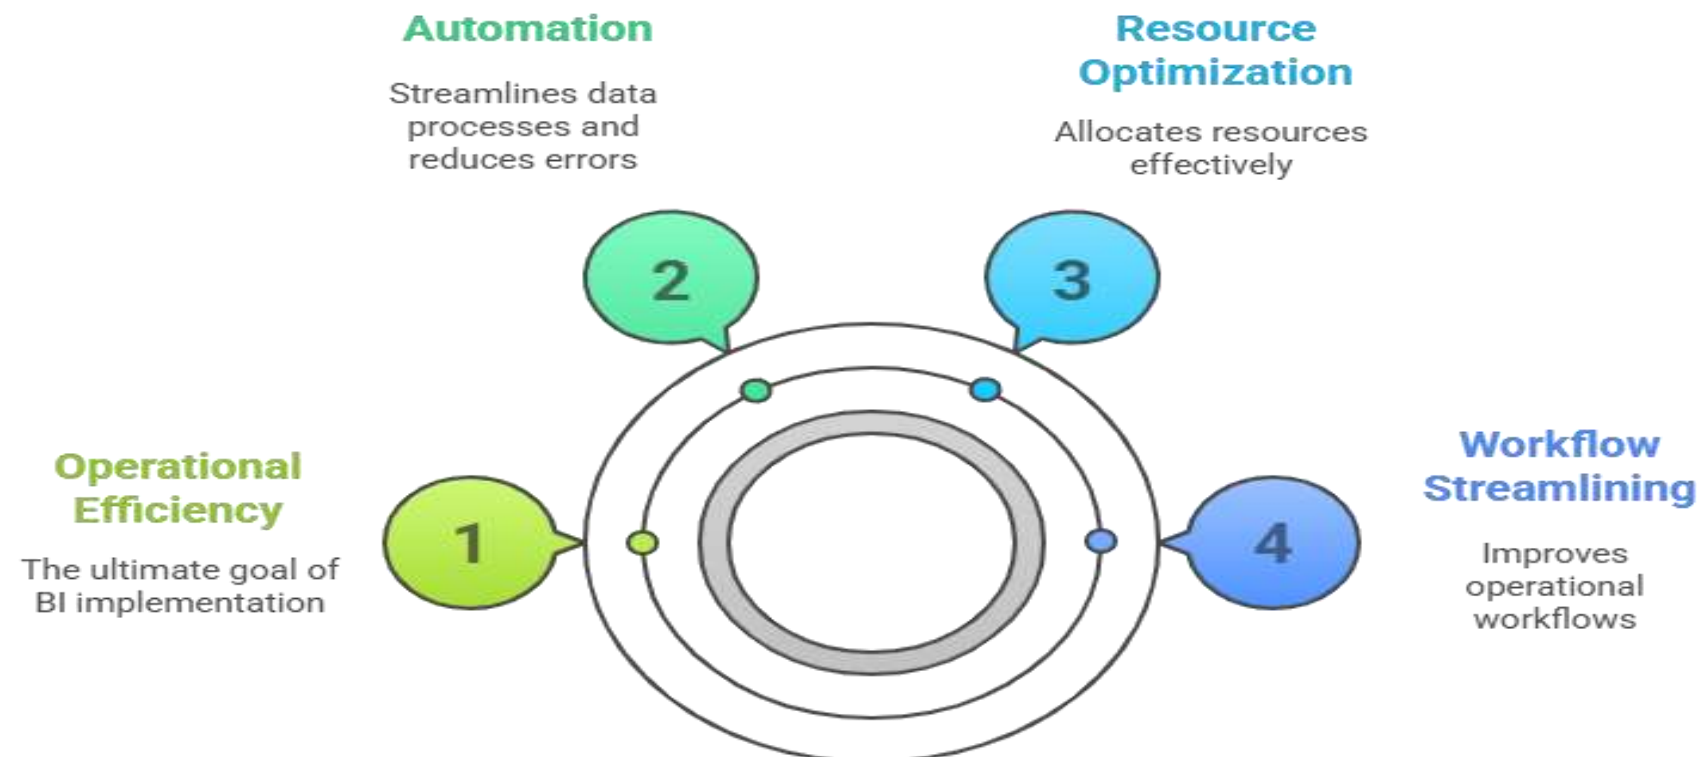 Automation
Streamlines data
processes and
reduces errors
Resource
Optimization
Allocates resources
effectively
2
3
Operational
Efficiency
The ultimate goal of
BI implementation
1
4
Workflow
Streamlining
Improves
operational
workflows